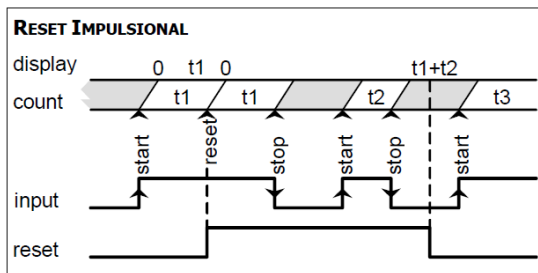 RESET IMPULSIONAL
display 0 t1 0 t1+t2
count t1 t1 t2 t3
start reset stop start stop start
input
reset